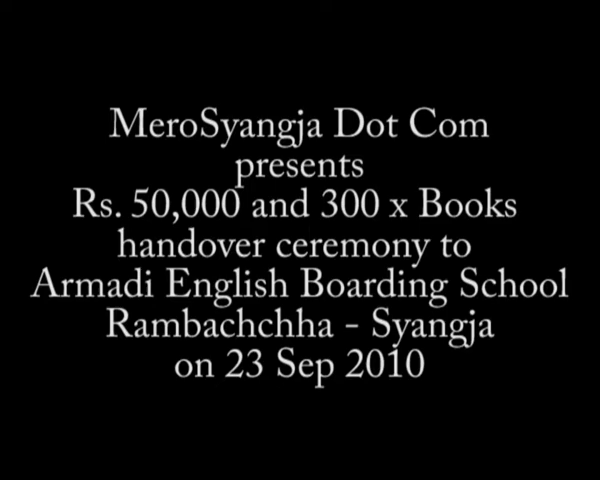 MeroSyangja Dot Com
presents
Rs. 50,000 and 300 x Books
handover ceremony to
Armadi English Boarding School
Rambachchha - Syangja
on 23 Sep 2010